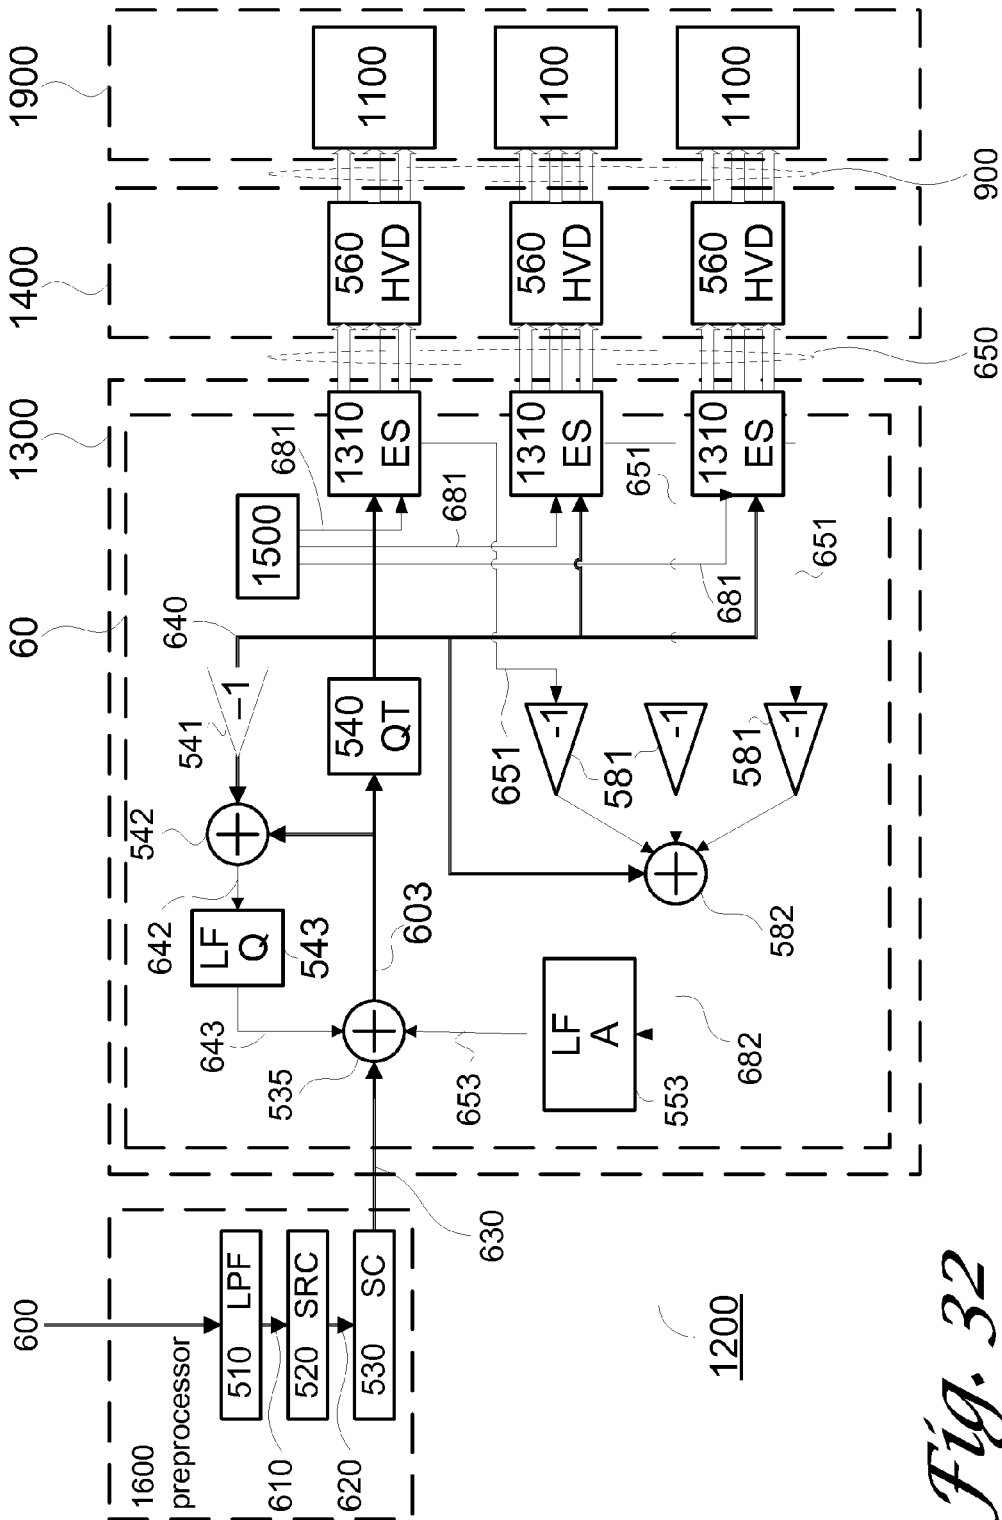 600
1600
preprocessor
510 LPF
610
520 SRC
620
530 SC
630
1200
60
1300
1400
1900
640
541
−1
542
642
LF
Q
543
643
535
603
540
QT
653
LF
A
553
682
582
581
581
-1
-1
-1
651
651
651
1500
681
681
681
1310
ES
1310
ES
1310
ES
650
560
HVD
560
HVD
560
HVD
900
1100
1100
1100
Fig. 32